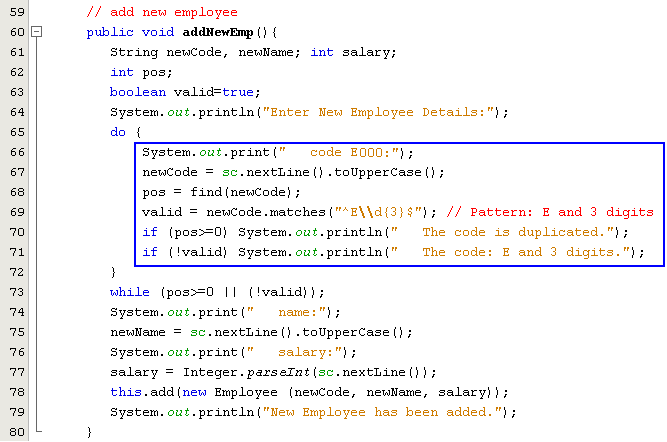 59 // add new employee
60 public void addNewEmp(){
61 String newCode, newName; int salary;
62 int pos;
63 boolean valid=true;
64 System.out.println("Enter New Employee Details:");
65 do {
66 System.out.print("   code E000:");
67 newCode = sc.nextLine().toUpperCase();
68 pos = find(newCode);
69 valid = newCode.matches("^E\\d{3}$"); // Pattern: E and 3 digits
70 if (pos>=0) System.out.println("   The code is duplicated.");
71 if (!valid) System.out.println("   The code: E and 3 digits.");
72 }
73 while (pos>=0 || (!valid));
74 System.out.print("   name:");
75 newName = sc.nextLine().toUpperCase();
76 System.out.print("   salary:");
77 salary = Integer.parseInt(sc.nextLine());
78 this.add(new Employee (newCode, newName, salary));
79 System.out.println("New Employee has been added.");
80 }